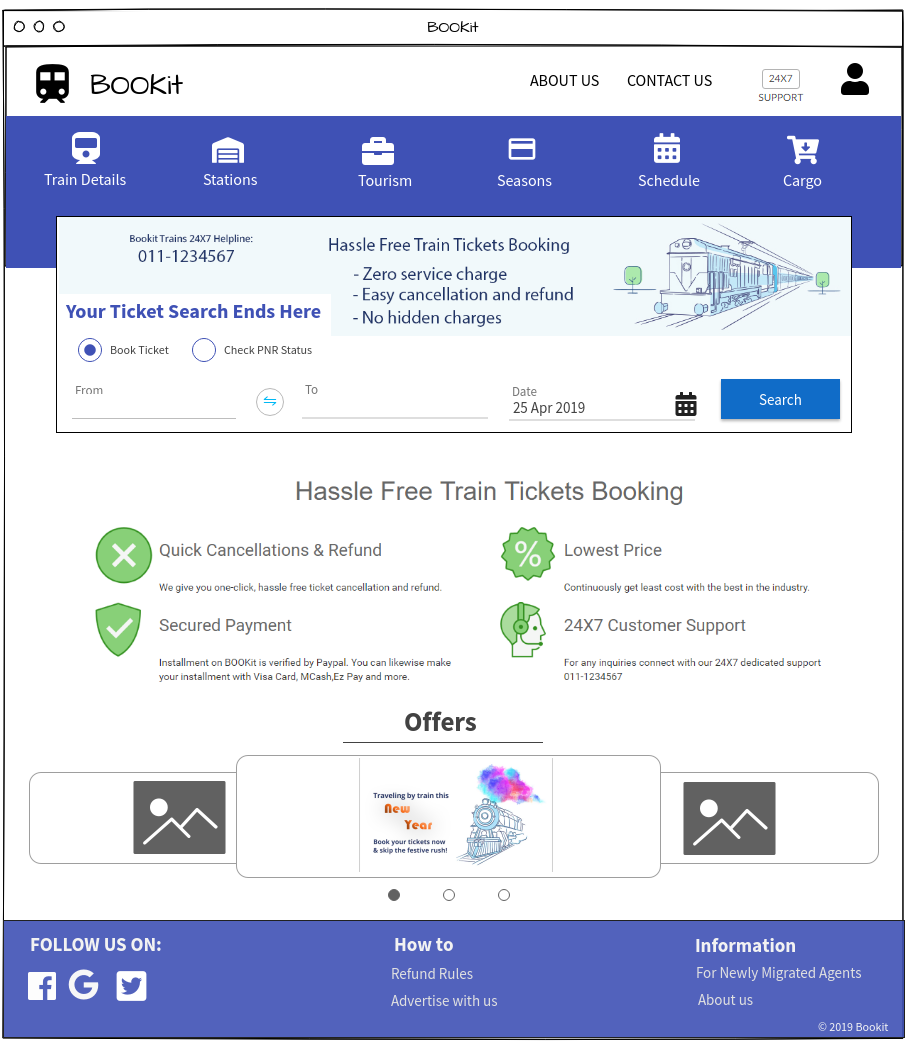 BOOKit
BOOKit
ABOUT US
CONTACT US
24X7
SUPPORT
Train Details
Stations
Tourism
Seasons
Schedule
Cargo
Bookit Trains 24X7 Helpline:
011-1234567
Hassle Free Train Tickets Booking
- Zero service charge
- Easy cancellation and refund
- No hidden charges
Your Ticket Search Ends Here
Book Ticket
Check PNR Status
From
To
Date
25 Apr 2019
Search
Hassle Free Train Tickets Booking
Quick Cancellations & Refund
We give you one-click, hassle free ticket cancellation and refund.
Lowest Price
Continuously get least cost with the best in the industry.
Secured Payment
Installment on BOOKit is verified by Paypal. You can likewise make
your installment with Visa Card, MCash,Ez Pay and more.
24X7 Customer Support
For any inquiries connect with our 24X7 dedicated support
011-1234567
Offers
Traveling by train this
New
Year
Book your tickets now
& skip the festive rush!
FOLLOW US ON:
How to
Refund Rules
Advertise with us
Information
For Newly Migrated Agents
About us
© 2019 Bookit